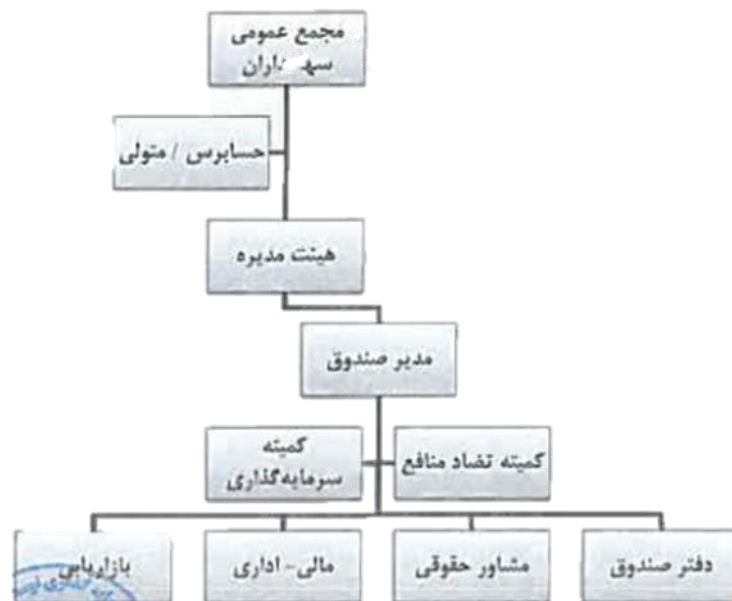 مجمع عمومی
حسابرس / متولی
هیئت مدیره
مدیر صندوق
کمیته تضاد منافع
کمیته
سرمایه‌گذاری
دفتر صندوق
مشاور حقوقی
مالی- اداری
بازاریابی